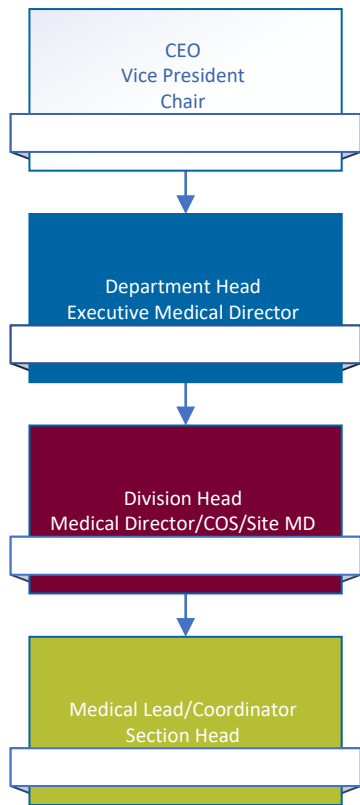 CEO
Vice President
Chair
Department Head
Executive Medical Director
Division Head
Medical Director/COS/Site MD
Medical Lead/Coordinator
Section Head